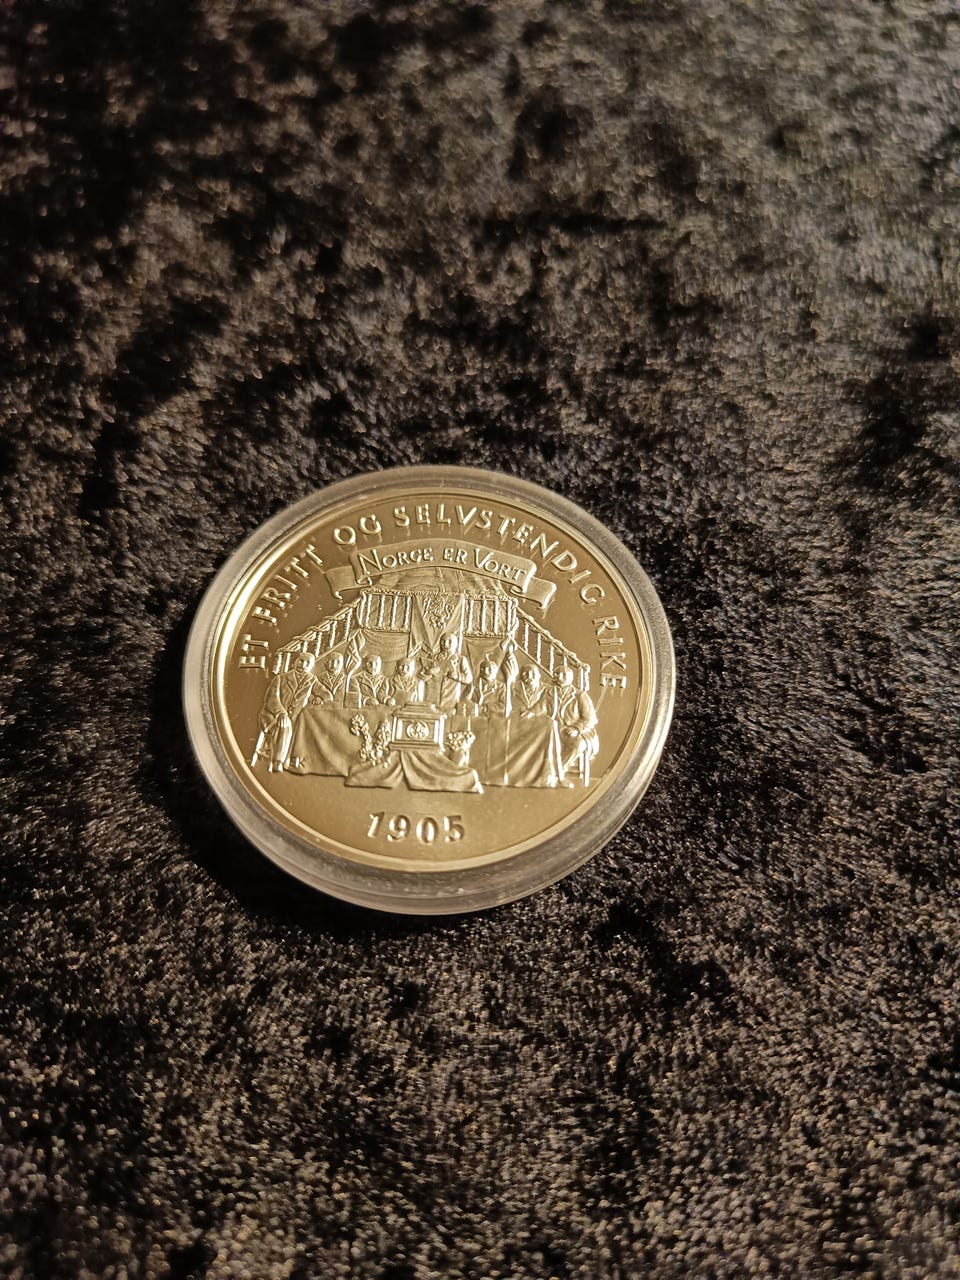 ET FRITT OG SELVSTENDIG RIKE
NORGE ER VORT
1905